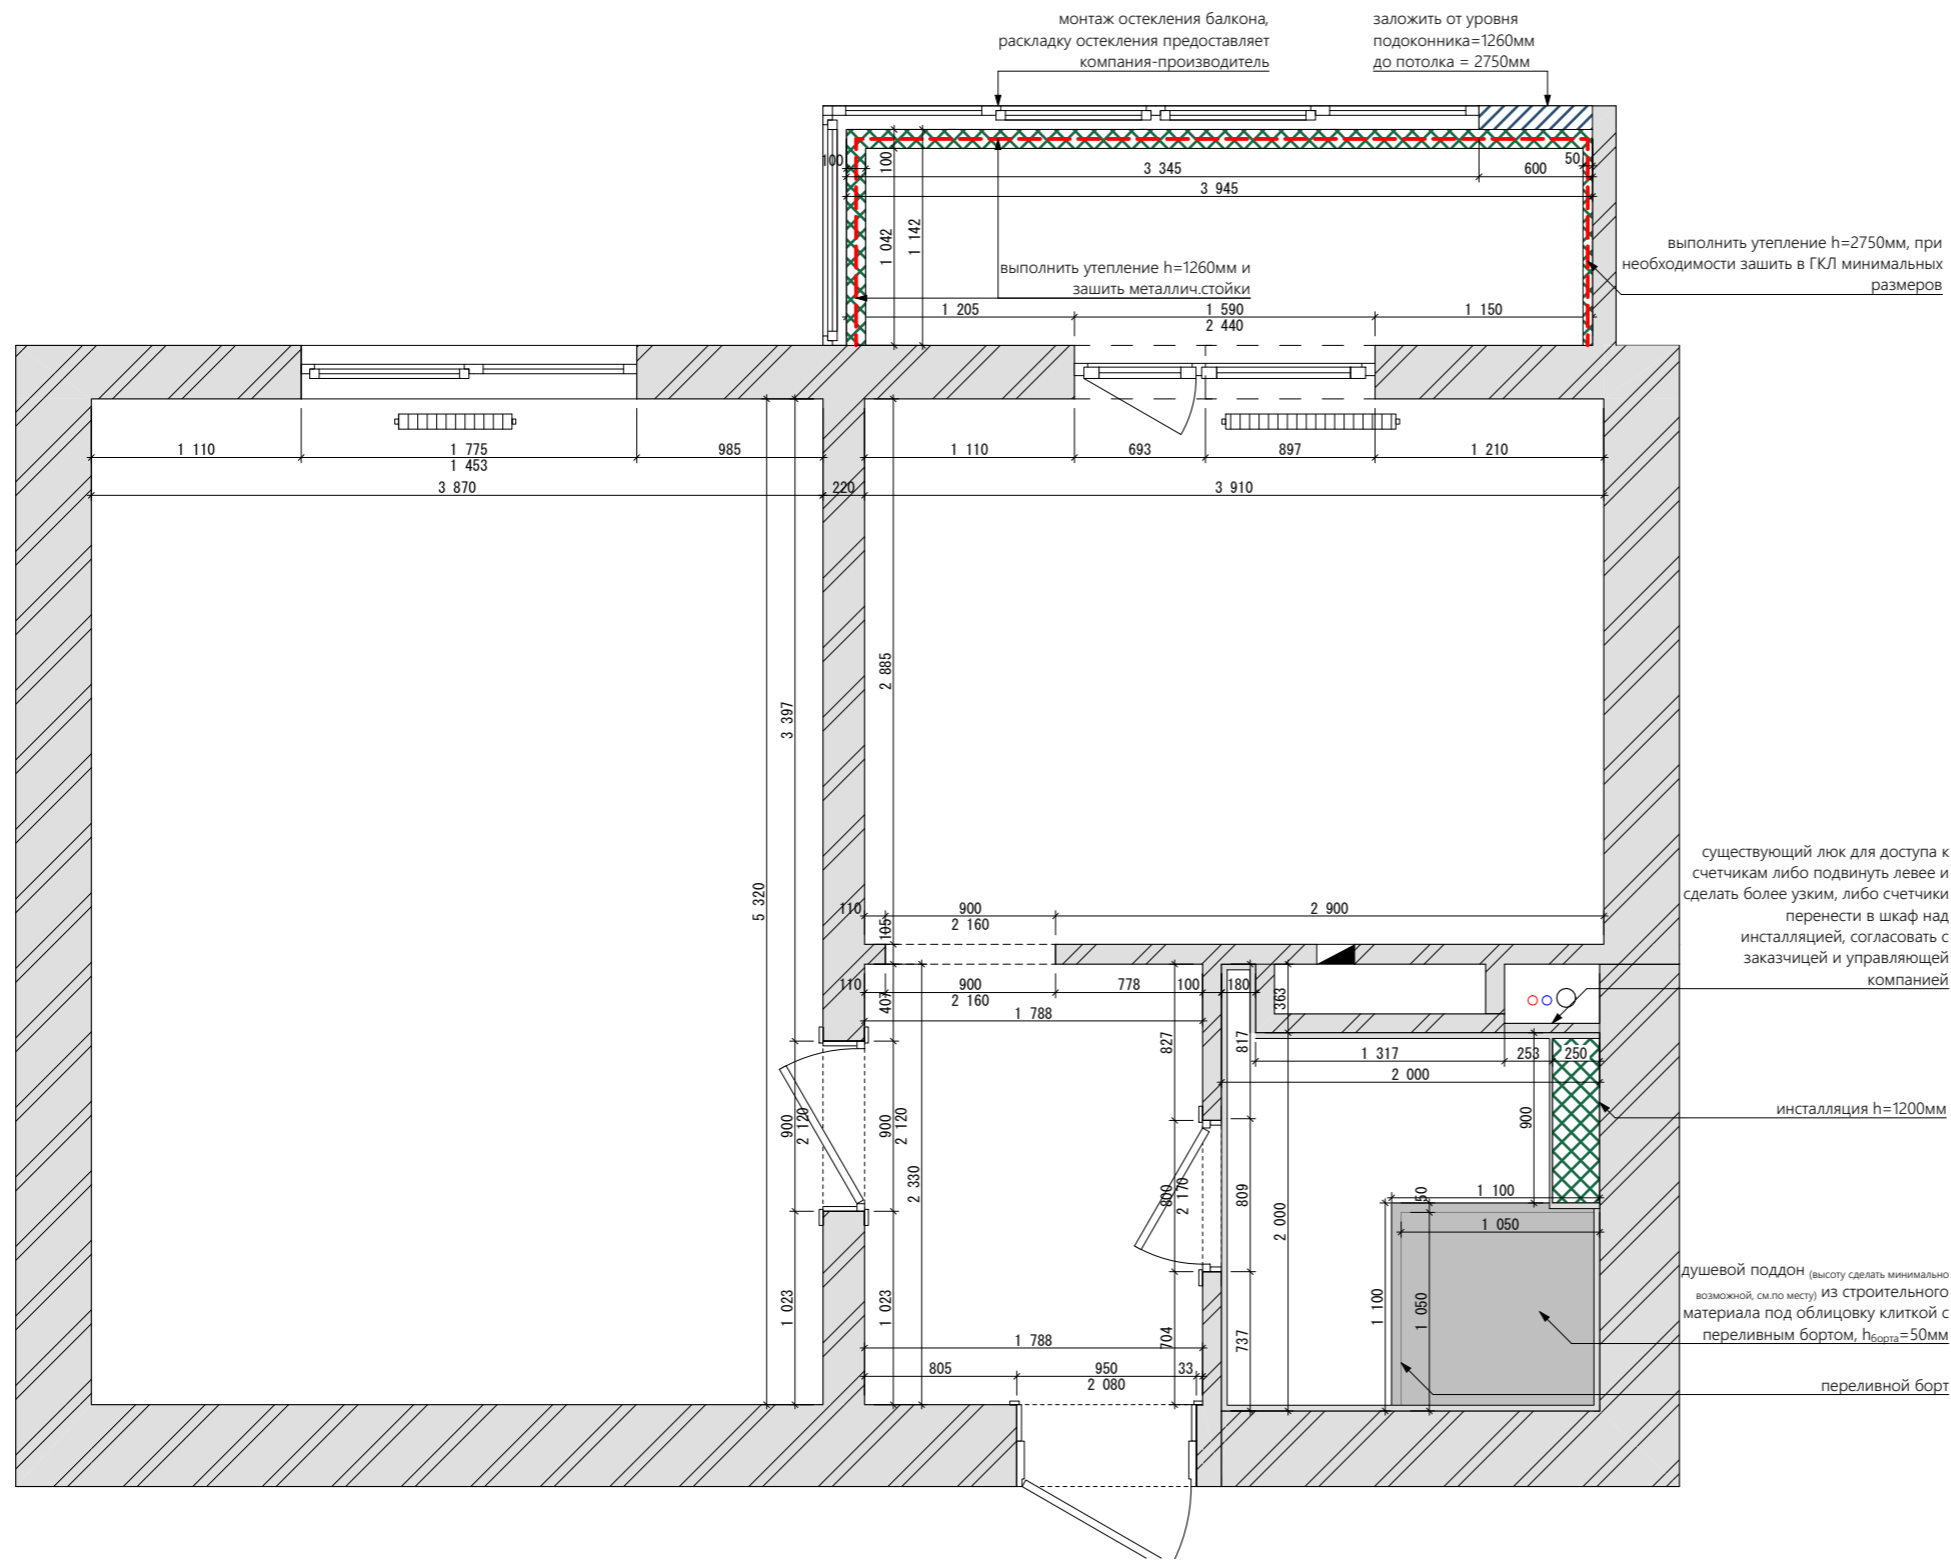 монтаж остекления балкона,
раскладку остекления предоставляет
компания-производитель
заложить от уровня
подоконника=1260мм
до потолка = 2750мм
100
100
3 345
50
600
3 945
1 042
1 142
выполнить утепление h=1260мм и
зашить металлич.стойки
выполнить утепление h=2750мм, при
необходимости зашить в ГКЛ минимальных
размеров
1 205
1 590
2 440
1 150
1 110
1 775
1 453
985
1 110
693
897
1 210
3 870
220
3 910
2 885
3 397
5 320
существующий люк для доступа к
счетчикам либо подвинуть левее и
сделать более узким, либо счетчики
перенести в шкаф над
инсталляцией, согласовать с
заказчицей и управляющей
компанией
110
900
2 160
2 900
105
110
900
2 160
778
100
180
407
363
1 788
827
817
1 317
253
250
2 000
900
2 120
900
2 120
900
инсталляция h=1200мм
2 330
800
2 170
809
2 000
50
1 100
1 050
1 023
1 023
704
737
1 100
1 050
душевой поддон (высоту сделать минимально
возможной, см.по месту) из строительного
материала под облицовку клиткой с
переливным бортом, hборта=50мм
1 788
805
950
2 080
33
переливной борт